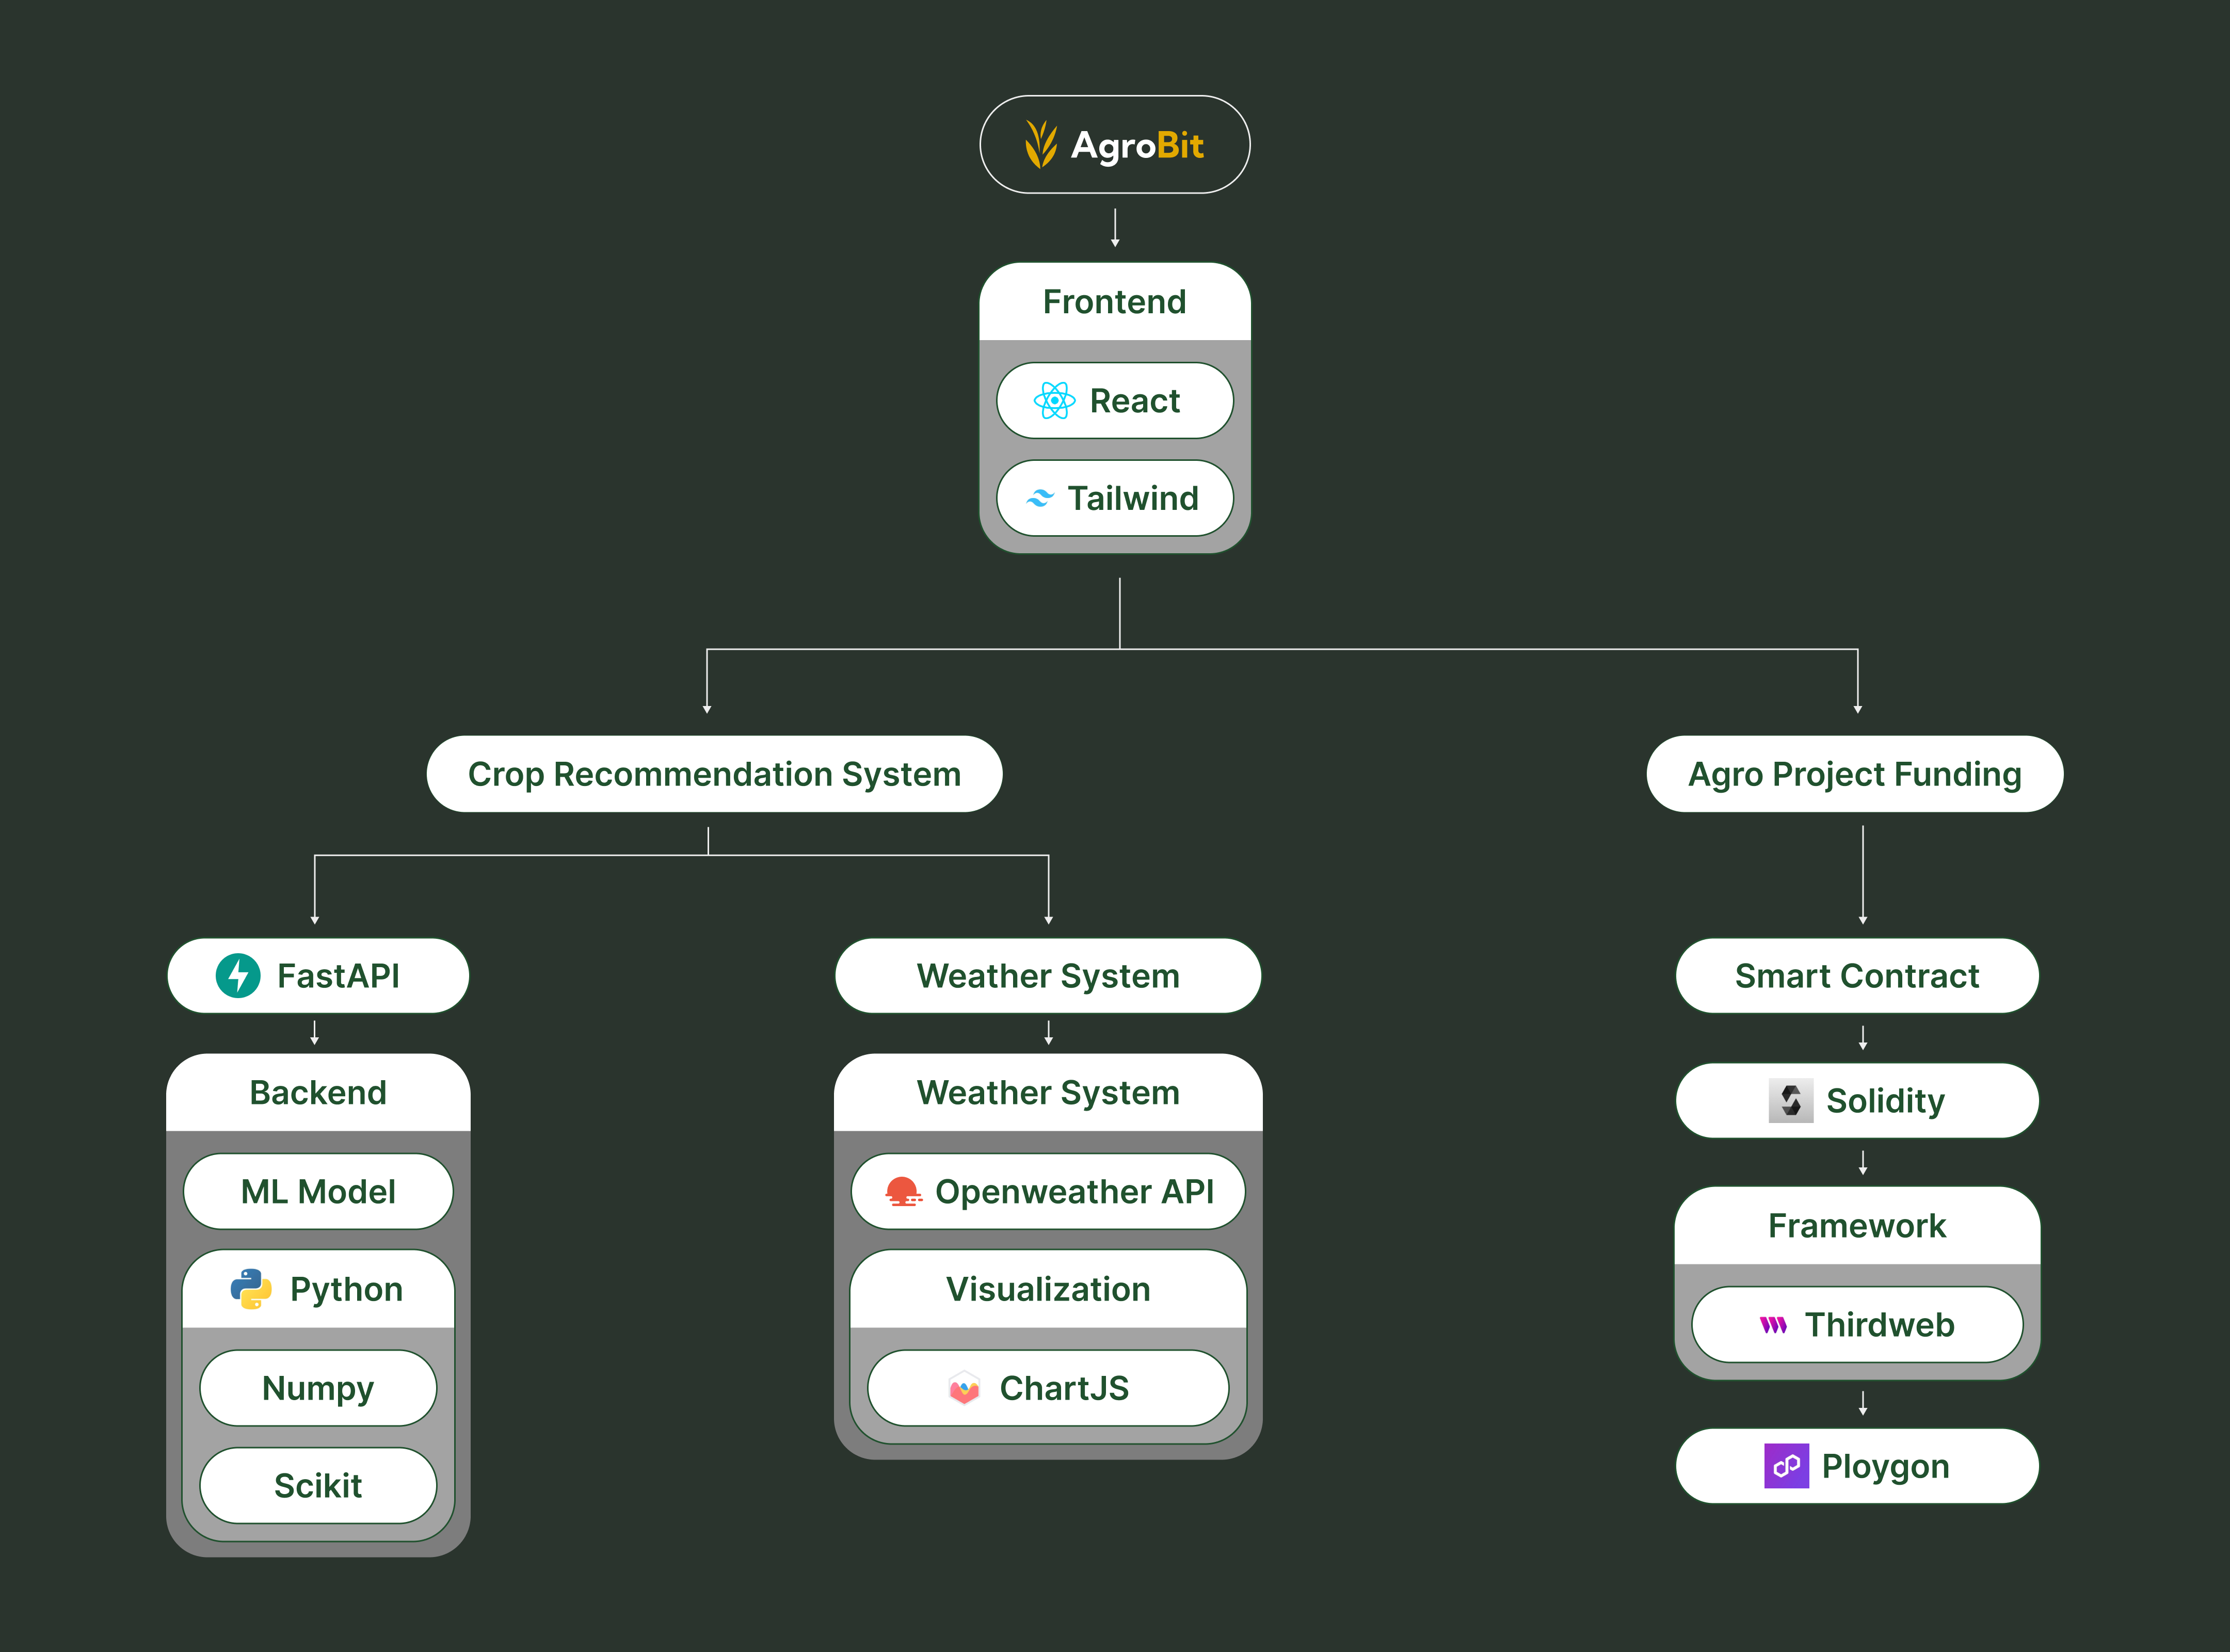 AgroBit
Frontend
React
Tailwind
Crop Recommendation System
Agro Project Funding
FastAPI
Weather System
Smart Contract
Backend
ML Model
Python
Numpy
Scikit
Weather System
Openweather API
Visualization
ChartJS
Solidity
Framework
Thirdweb
Ploygon